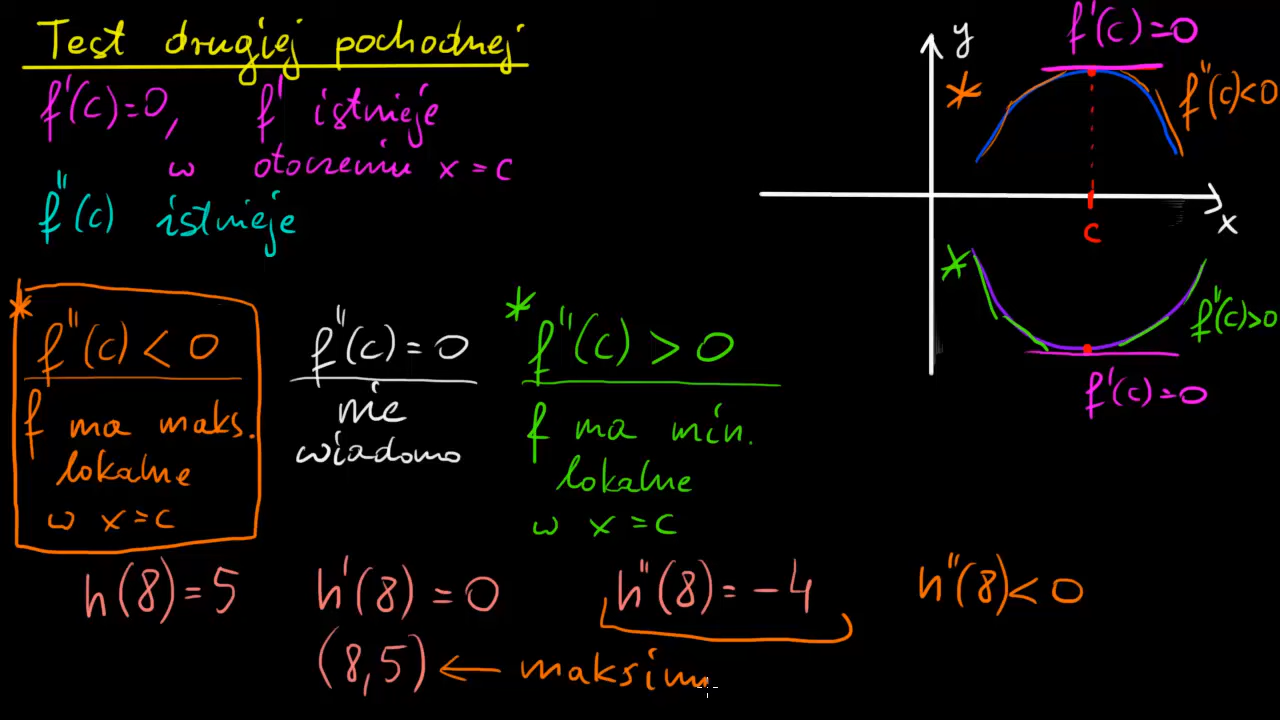 Test drugiej pochodnej
f'(c)=0, f' istnieje
w otoczeniu x=c
f''(c) istnieje
y
f'(c)=0
f''(c)<0
x
c
f''(c)>0
f'(c)=0
f''(c)<0
f ma maks.
lokalne
w x=c
f''(c)=0
nie
wiadomo
f''(c)>0
f ma min.
lokalne
w x=c
h(8)=5 h'(8)=0 h''(8)=-4 h''(8)<0
(8,5) ← maksimu